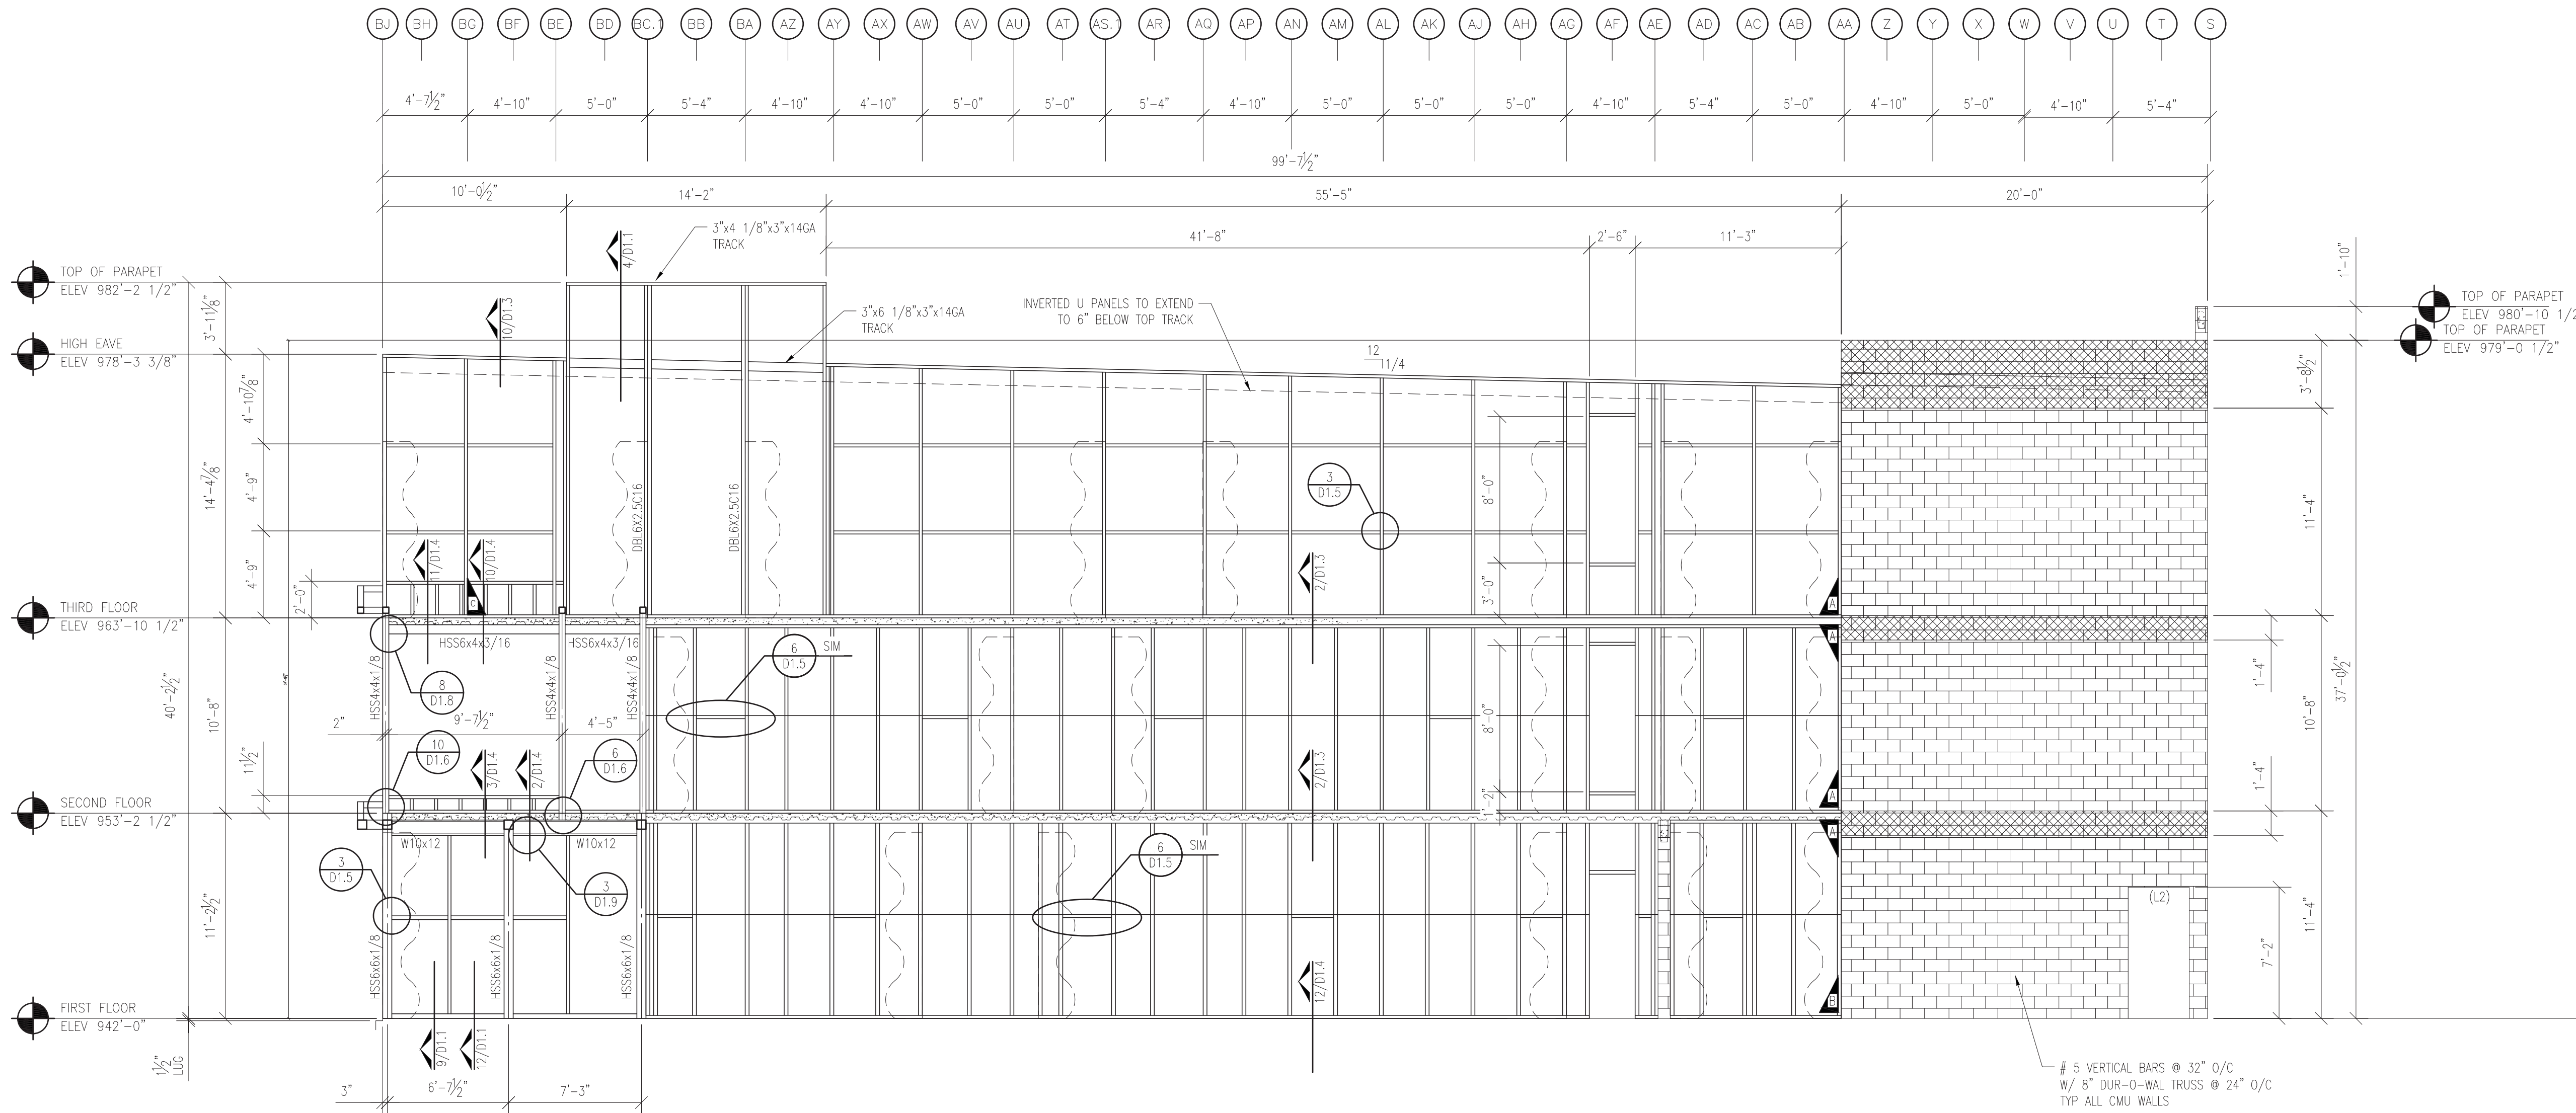 BJ BH BG BF BE BD BC.1 BB BA AZ AY AX AW AV AU AT AS.1 AR AQ AP AN AM AL AK AJ AH AG AF AE AD AC AB AA Z Y X W V U T S
4'-7½" 4'-10" 5'-0" 5'-4" 4'-10" 4'-10" 5'-0" 5'-0" 5'-4" 4'-10" 5'-0" 5'-0" 5'-0" 4'-10" 5'-4" 5'-0" 4'-10" 5'-0" 4'-10" 5'-4"
99'-7½"
10'-0½" 14'-2" 55'-5" 20'-0"
3"x4 1/8"x3"x14GA
TRACK
41'-8" 2'-6" 11'-3"
4/D1.1
1'-10"
TOP OF PARAPET
ELEV 982'-2 1/2"
3'-11⅛"
10/D1.3
3"x6 1/8"x3"x14GA
TRACK
INVERTED U PANELS TO EXTEND
TO 6" BELOW TOP TRACK
TOP OF PARAPET
ELEV 980'-10 1/2
TOP OF PARAPET
ELEV 979'-0 1/2"
HIGH EAVE
ELEV 978'-3 3/8"
12
1/4
3'-8½"
4'-10⅞"
14'-4⅞"
4'-9"
4'-9"
2'-0"
DBL6X2.5C16
DBL6X2.5C16
3
D1.5
8'-0"
3'-0"
11'-4"
11/D1.4
10/D1.4
2/D1.3
C
A
THIRD FLOOR
ELEV 963'-10 1/2"
HSS6x4x3/16
HSS6x4x3/16
6
D1.5
SIM
A
1'-4"
8
D1.8
HSS4x4x1/8
HSS4x4x1/8
HSS4x4x1/8
40'-2½"
10'-8"
2" 9'-7½" 4'-5"
8'-0"
10'-8"
37'-0½"
11½"
10
D1.6
3/D1.4
2/D1.4
6
D1.6
2/D1.3
1'-2"
A
1'-4"
SECOND FLOOR
ELEV 953'-2 1/2"
A
W10x12
W10x12
3
D1.5
3
D1.9
6
D1.5
SIM
(L2)
11'-2½"
HSS6x6x1/8
HSS6x6x1/8
HSS6x6x1/8
12/D1.4
B
7'-2"
11'-4"
FIRST FLOOR
ELEV 942'-0"
1½"
LUG
9/D1.1
12/D1.1
3" 6'-7½" 7'-3"
# 5 VERTICAL BARS @ 32" O/C
W/ 8" DUR-O-WAL TRUSS @ 24" O/C
TYP ALL CMU WALLS